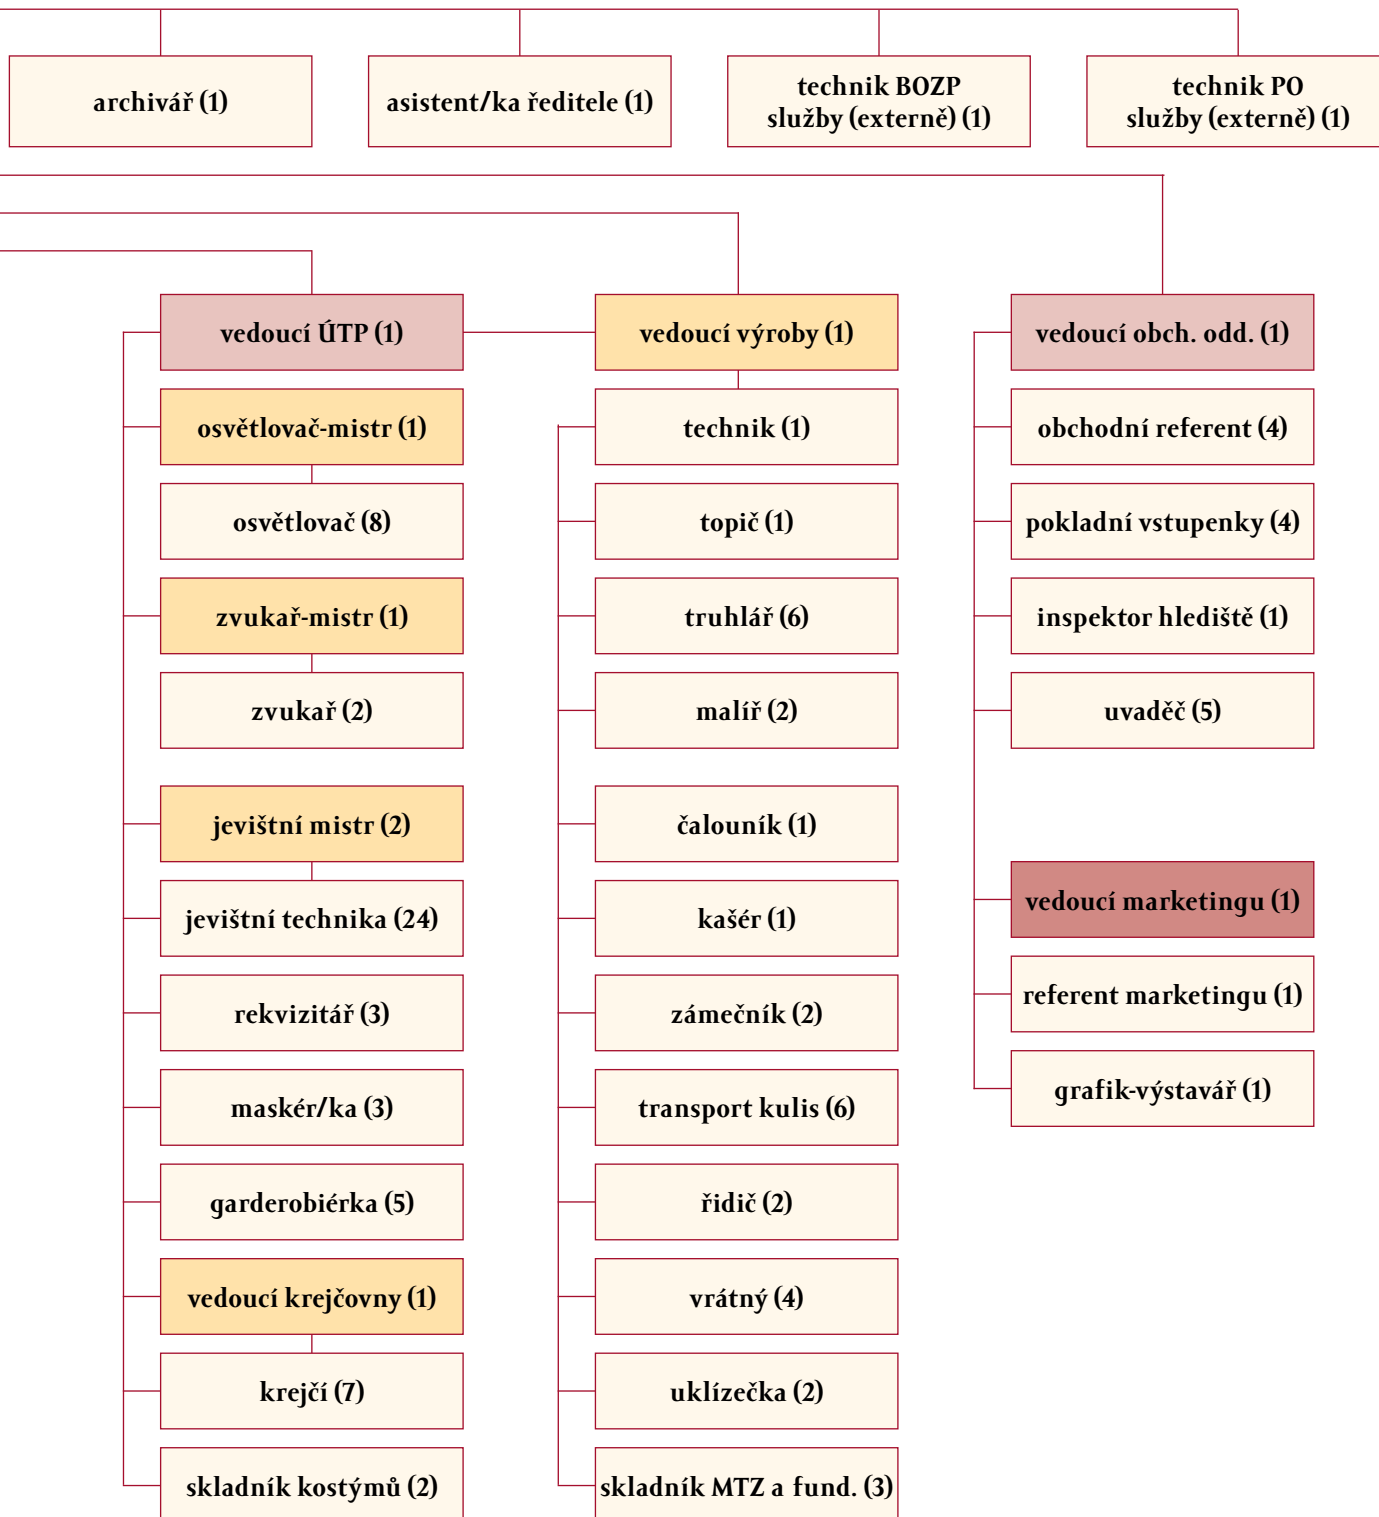 archivář (1)
asistent/ka ředitele (1)
technik BOZP
služby (externě) (1)
technik PO
služby (externě) (1)
vedoucí ÚTP (1)
osvětlovač-mistr (1)
osvětlovač (8)
zvukař-mistr (1)
zvukař (2)
jevištní mistr (2)
jevištní technika (24)
rekvizitář (3)
maskér/ka (3)
garderobiérka (5)
vedoucí krejčovny (1)
krejčí (7)
skladník kostýmů (2)
vedoucí výroby (1)
technik (1)
topič (1)
truhlář (6)
malíř (2)
čalouník (1)
kašér (1)
zámečník (2)
transport kulis (6)
řidič (2)
vrátný (4)
uklízečka (2)
skladník MTZ a fund. (3)
vedoucí obch. odd. (1)
obchodní referent (4)
pokladní vstupenky (4)
inspektor hlediště (1)
uvaděč (5)
vedoucí marketingu (1)
referent marketingu (1)
grafik-výstavář (1)